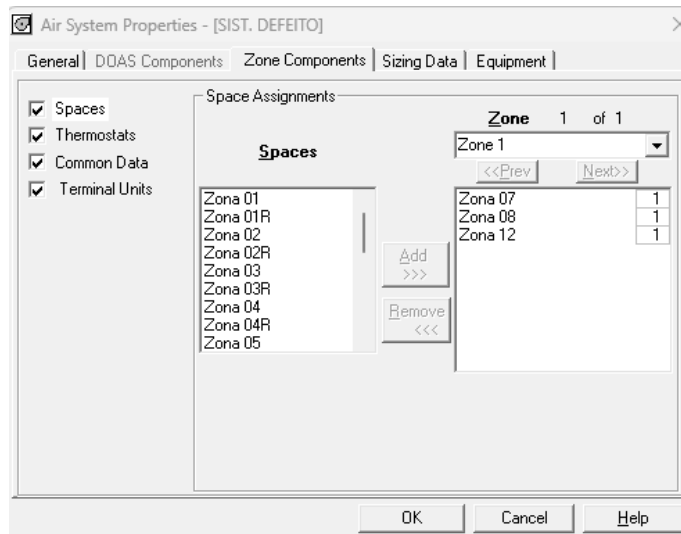 Air System Properties - [SIST. DEFEITO]
General DOAS Components Zone Components Sizing Data Equipment
Spaces
Thermostats
Common Data
Terminal Units
Space Assignments
Spaces
Zona 01
Zona 01R
Zona 02
Zona 02R
Zona 03
Zona 03R
Zona 04
Zona 04R
Zona 05
Add
>>>
Remove
<<<
Zone 1 of 1
Zone 1
<<Prev Next>>
Zona 07 1
Zona 08 1
Zona 12 1
OK Cancel Help